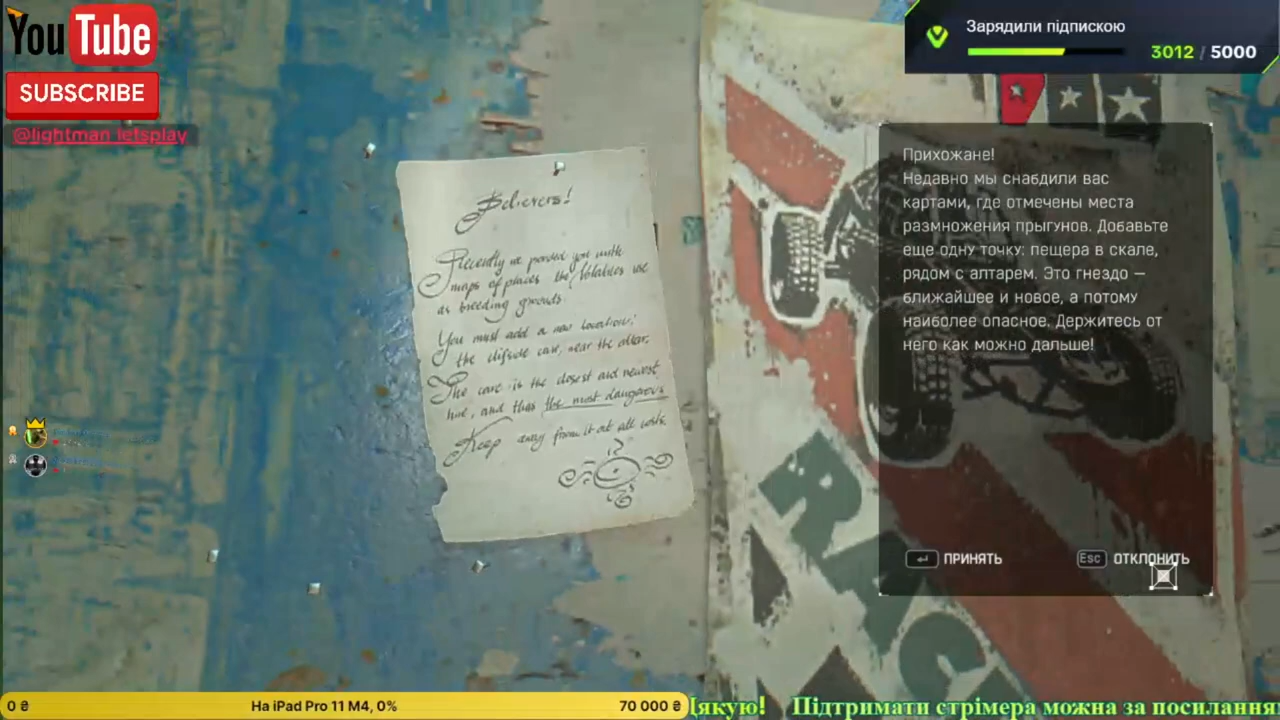 YouTube
SUBSCRIBE
@lightman letsplay
Зарядили підпискою
3012 / 5000
Believers!
Recently we you with
maps of places the Volatiles use
as breeding grounds.
You must add a new location:
the cliffside cave, near the altar.
The cave is the closest and newest
hive, and thus the most dangerous
Keep away from it at all costs.
Прихожане!
Недавно мы снабдили вас
картами, где отмечены места
размножения прыгунов. Добавьте
еще одну точку: пещера в скале,
рядом с алтарем. Это гнездо —
ближайшее и новое, а потому
наиболее опасное. Держитесь от
него как можно дальше!
ПРИНЯТЬ
Esc ОТКЛОНИТЬ
0 ₴ На iPad Pro 11 M4, 0% 70 000 ₴
Дякую! Підтримати стрімера можна за посилання